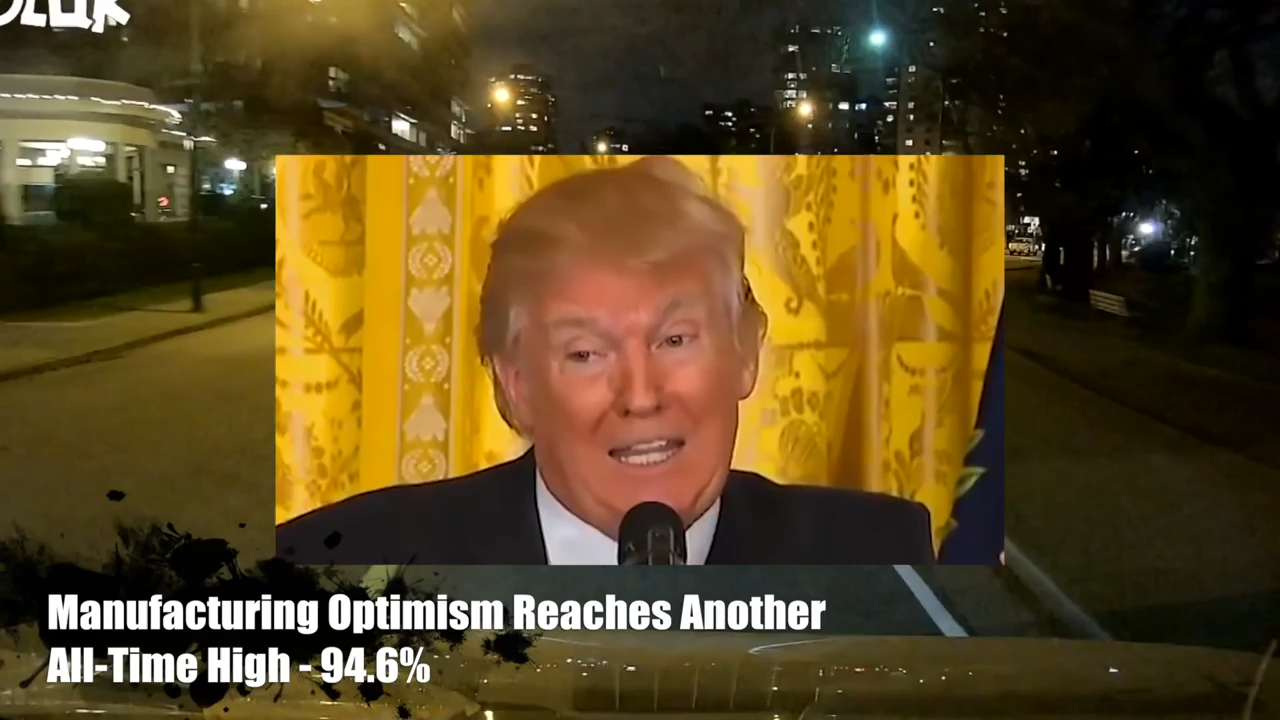 Manufacturing Optimism Reaches Another
All-Time High - 94.6%